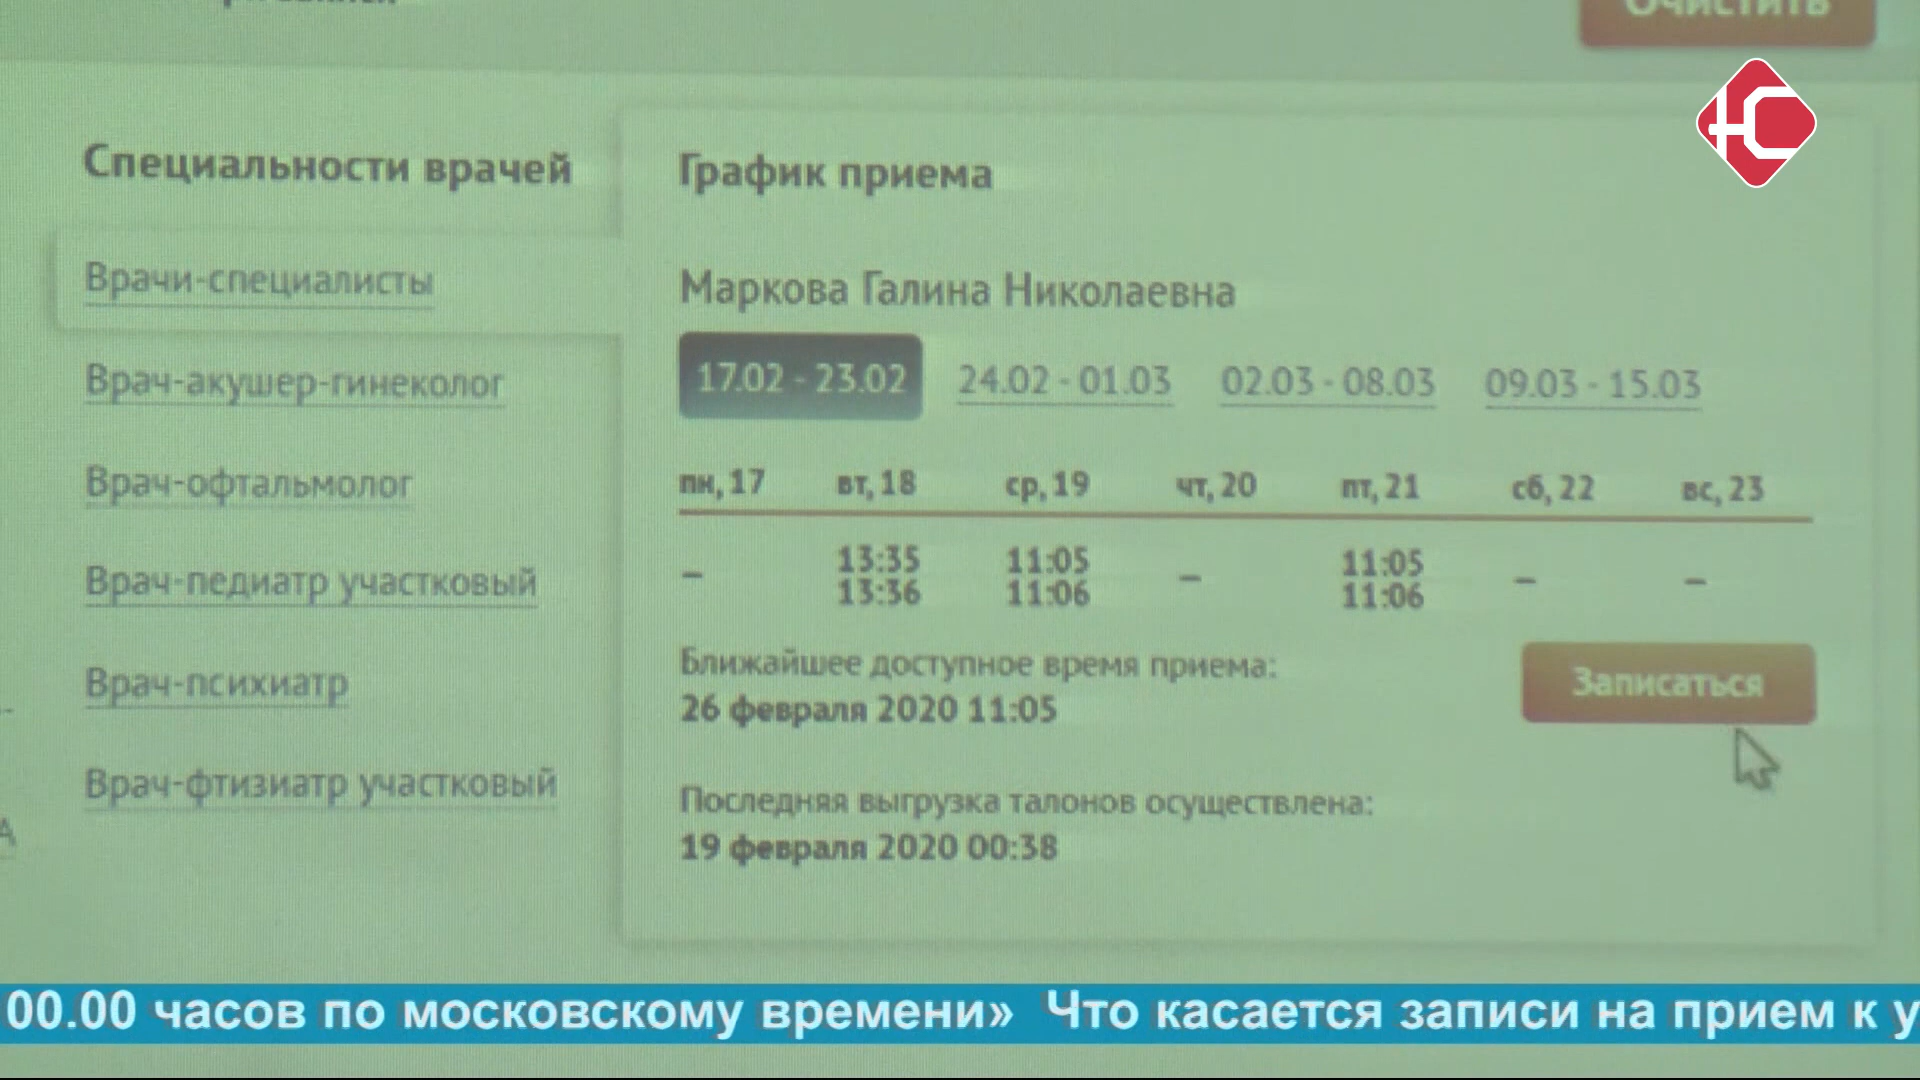 Очистить
Специальности врачей
Врачи-специалисты
Врач-акушер-гинеколог
Врач-офтальмолог
Врач-педиатр участковый
Врач-психиатр
Врач-фтизиатр участковый
График приема
Маркова Галина Николаевна
17.02 - 23.02 24.02 - 01.03 02.03 - 08.03 09.03 - 15.03
пн, 17 вт, 18 ср, 19 чт, 20 пт, 21 сб, 22 вс, 23
– 13:35 11:05 – 11:05 – –
13:36 11:06 11:06
Ближайшее доступное время приема:
26 февраля 2020 11:05
Записаться
Последняя выгрузка талонов осуществлена:
19 февраля 2020 00:38
00.00 часов по московскому времени» Что касается записи на прием к у